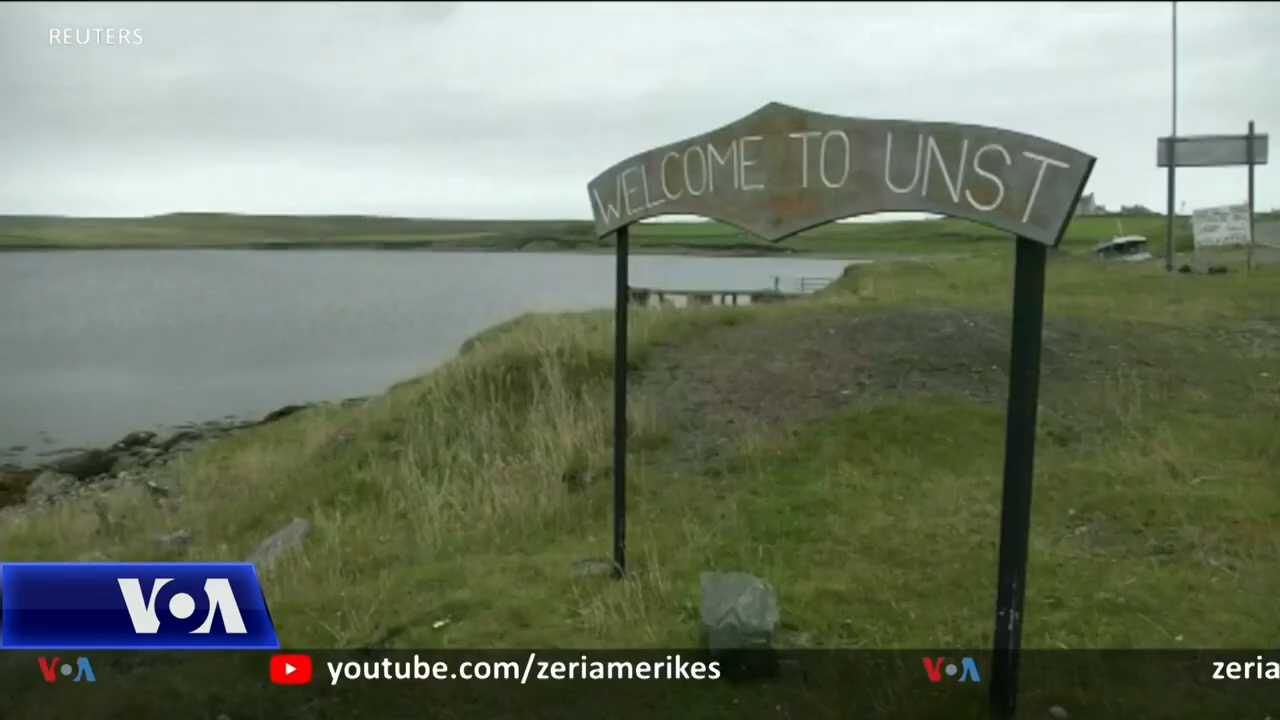 REUTERS
WELCOME TO UNST
VOA
VOA
youtube.com/zeriamerikes
VOA
zeria